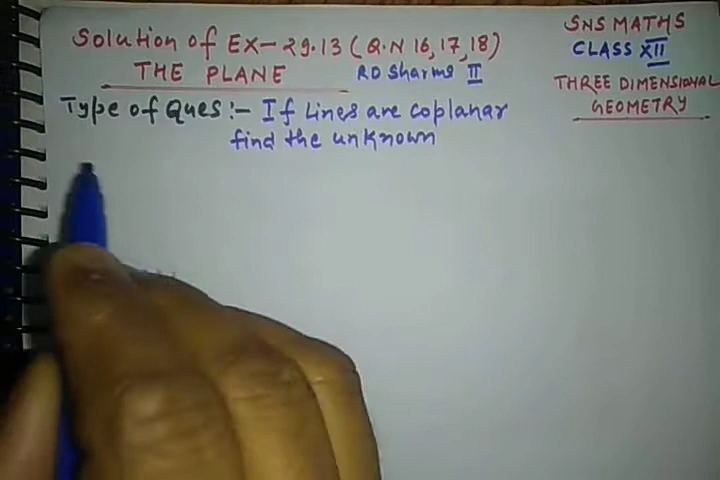 Solution of EX-29.13 (Q.N 16,17,18)
THE PLANE RD Sharms II
Type of Ques :- If Lines are coplanar
find the unknown
SNS MATHS
CLASS XII
THREE DIMENSIONAL
GEOMETRY